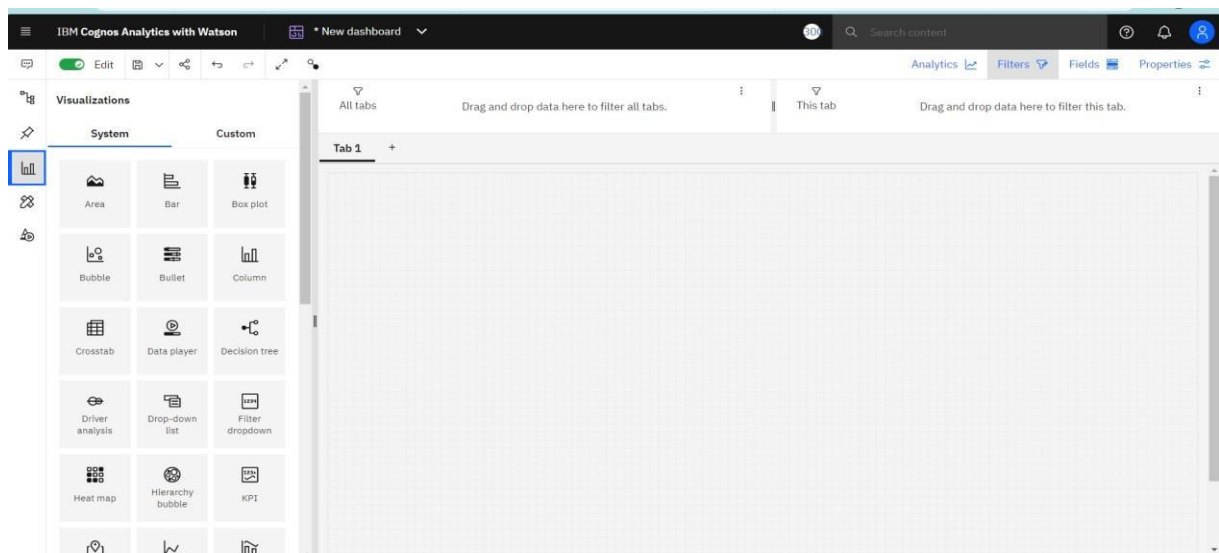 IBM Cognos Analytics with Watson
* New dashboard
30
Search content
Edit
Analytics
Filters
Fields
Properties
Visualizations
System
Custom
All tabs
Drag and drop data here to filter all tabs.
This tab
Drag and drop data here to filter this tab.
Tab 1
+
Area
Bar
Box plot
Bubble
Bullet
Column
Crosstab
Data player
Decision tree
Driver
analysis
Drop-down
list
Filter
dropdown
Heat map
Hierarchy
bubble
KPI